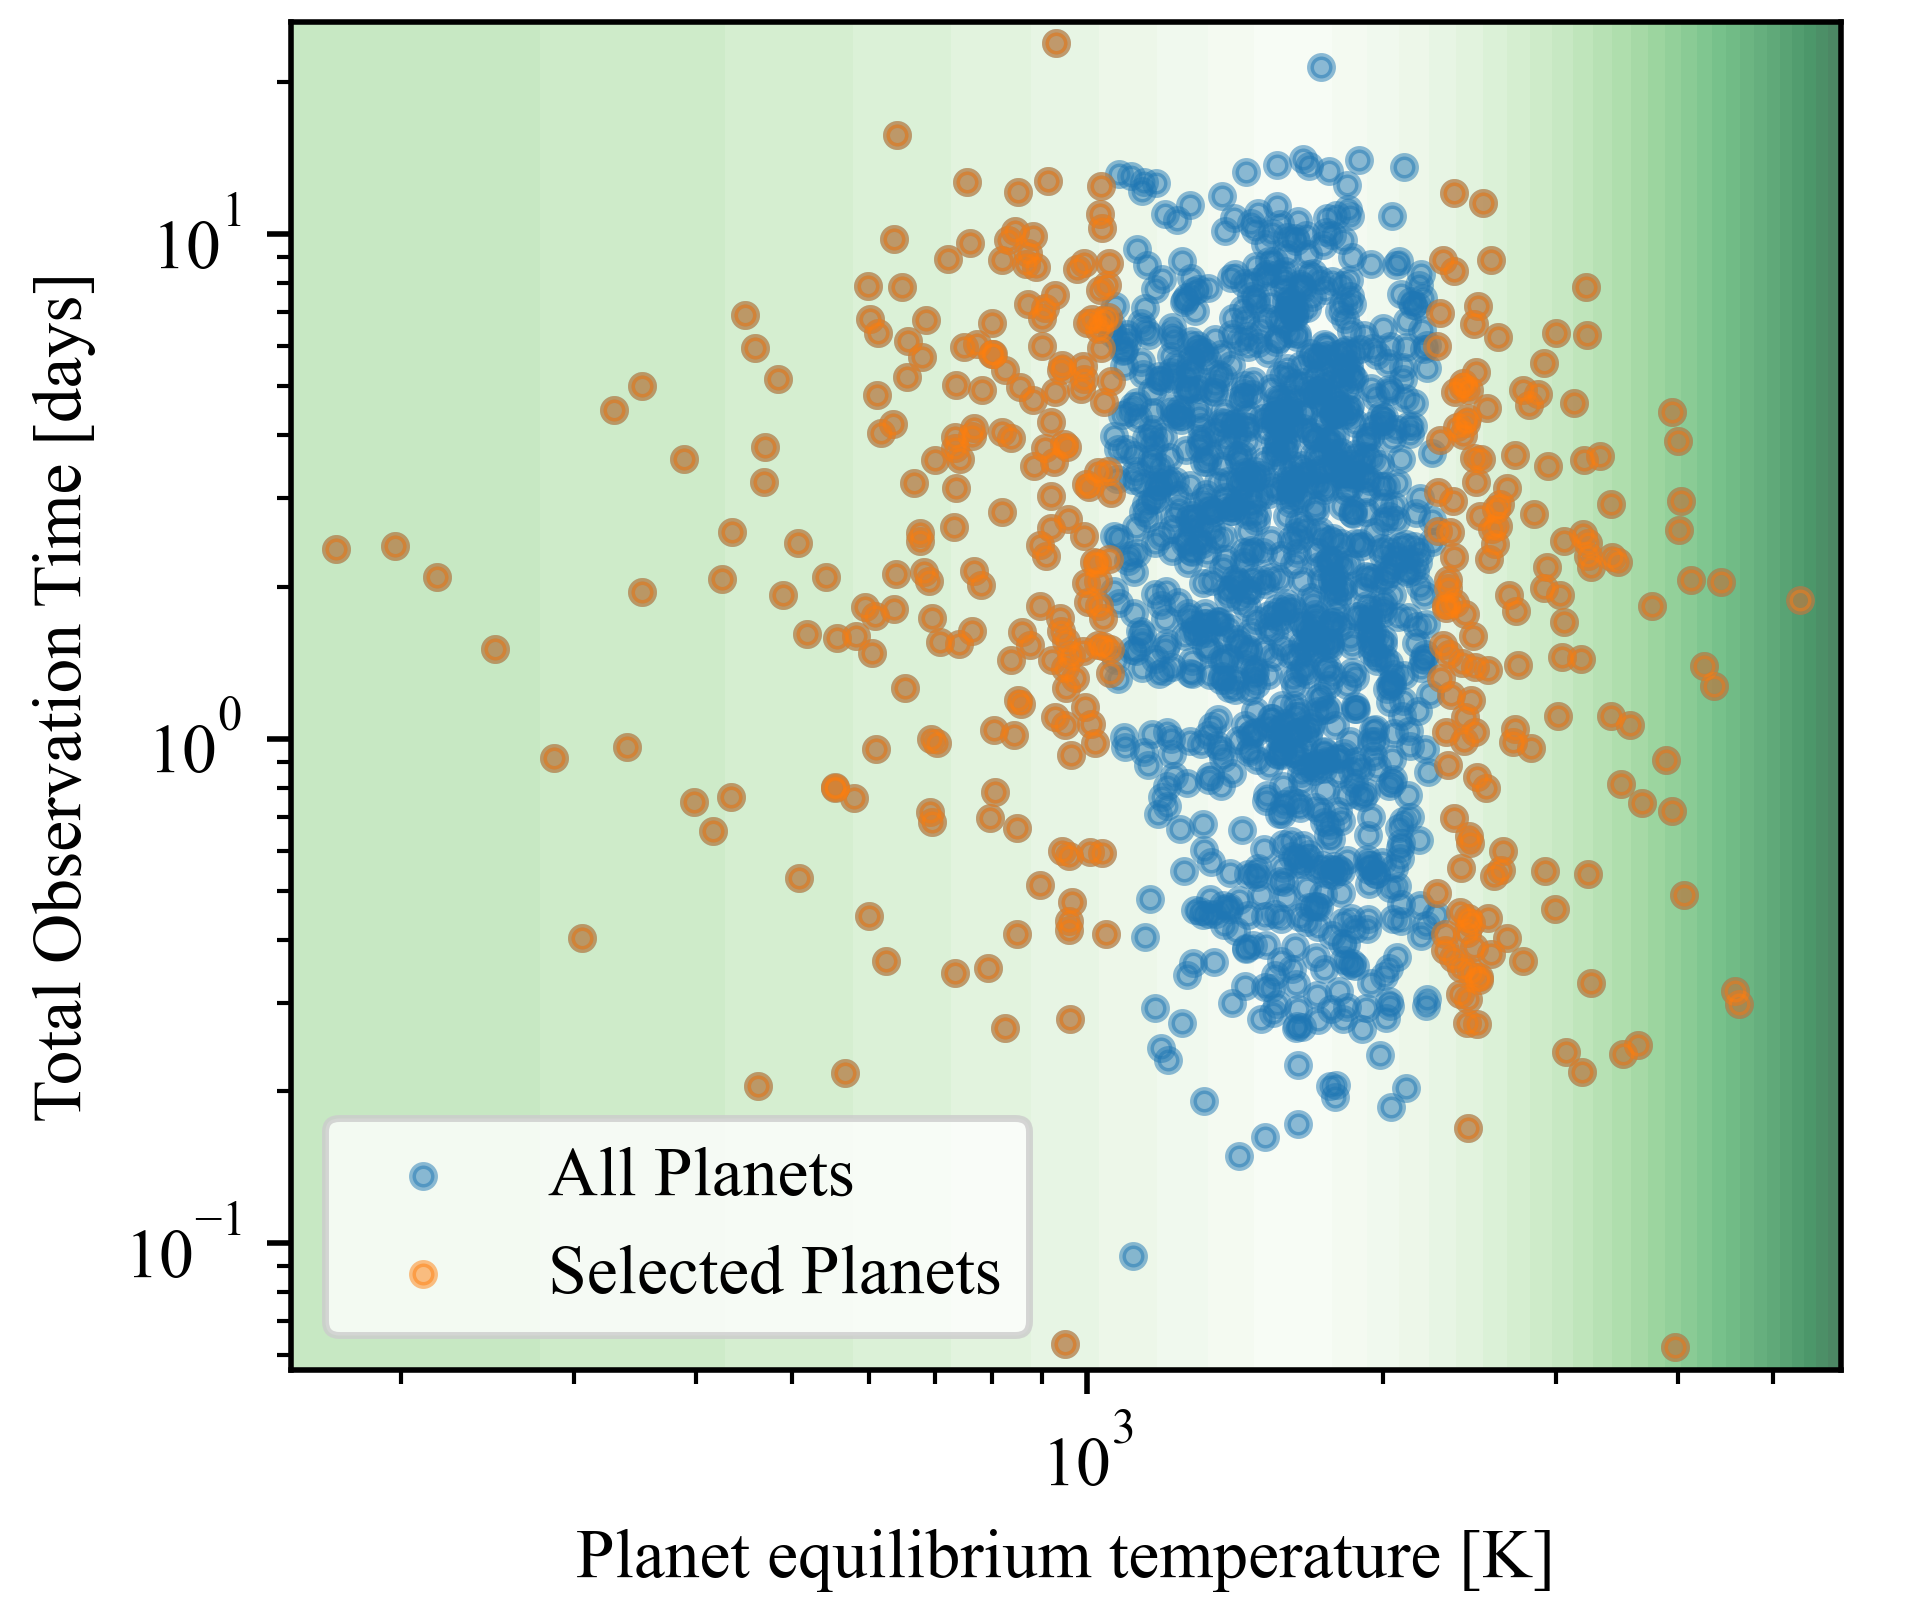 Total Observation Time [days]
10^1
10^0
10^−1
All Planets
Selected Planets
10^3
Planet equilibrium temperature [K]